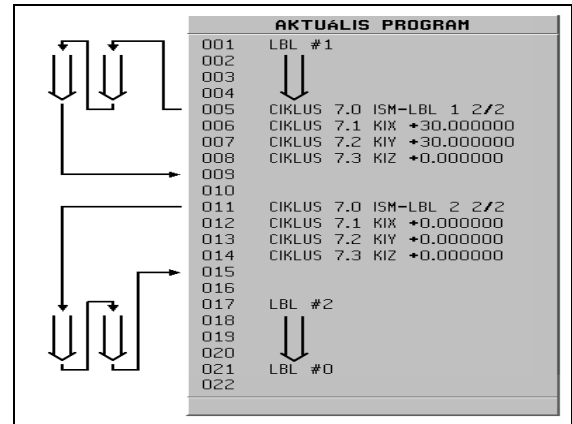 AKTUáLIS PROGRAM
001 LBL #1
002
003
004
005 CIKLUS 7.0 ISM-LBL 1 2/2
006 CIKLUS 7.1 KIX +30.000000
007 CIKLUS 7.2 KIY +30.000000
008 CIKLUS 7.3 KIZ +0.000000
009
010
011 CIKLUS 7.0 ISM-LBL 2 2/2
012 CIKLUS 7.1 KIX +0.000000
013 CIKLUS 7.2 KIY +0.000000
014 CIKLUS 7.3 KIZ +0.000000
015
016
017 LBL #2
018
019
020
021 LBL #0
022